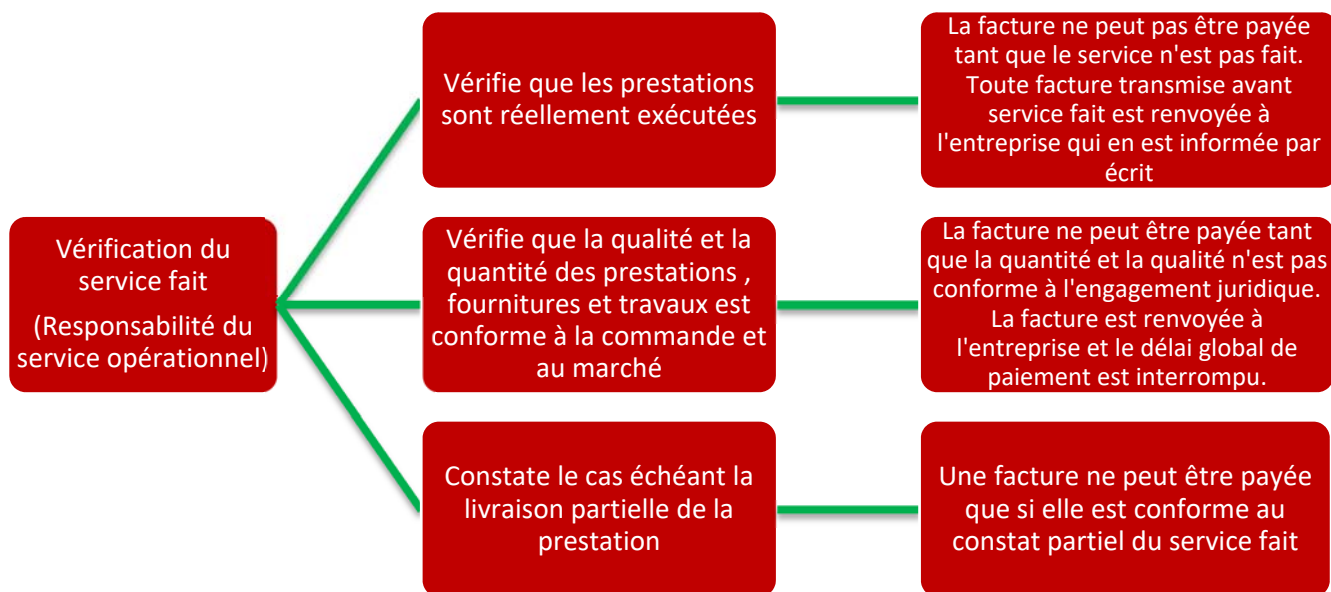 Vérification du
service fait
(Responsabilité du
service opérationnel)
Vérifie que les prestations
sont réellement exécutées
La facture ne peut pas être payée
tant que le service n'est pas fait.
Toute facture transmise avant
service fait est renvoyée à
l'entreprise qui en est informée par
écrit
Vérifie que la qualité et la
quantité des prestations ,
fournitures et travaux est
conforme à la commande et
au marché
La facture ne peut être payée tant
que la quantité et la qualité n'est pas
conforme à l'engagement juridique.
La facture est renvoyée à
l'entreprise et le délai global de
paiement est interrompu.
Constate le cas échéant la
livraison partielle de la
prestation
Une facture ne peut être payée
que si elle est conforme au
constat partiel du service fait